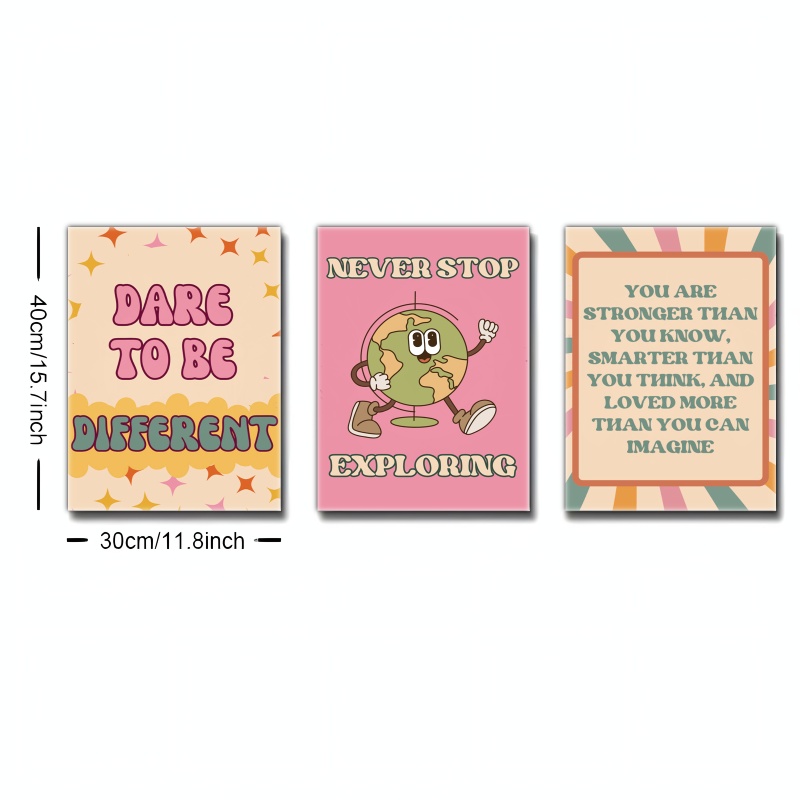 DARE
TO BE
DIFFERENT
NEVER STOP
EXPLORING
YOU ARE
STRONGER THAN
YOU KNOW,
SMARTER THAN
YOU THINK, AND
LOVED MORE
THAN YOU CAN
IMAGINE
40cm/15.7inch
30cm/11.8inch